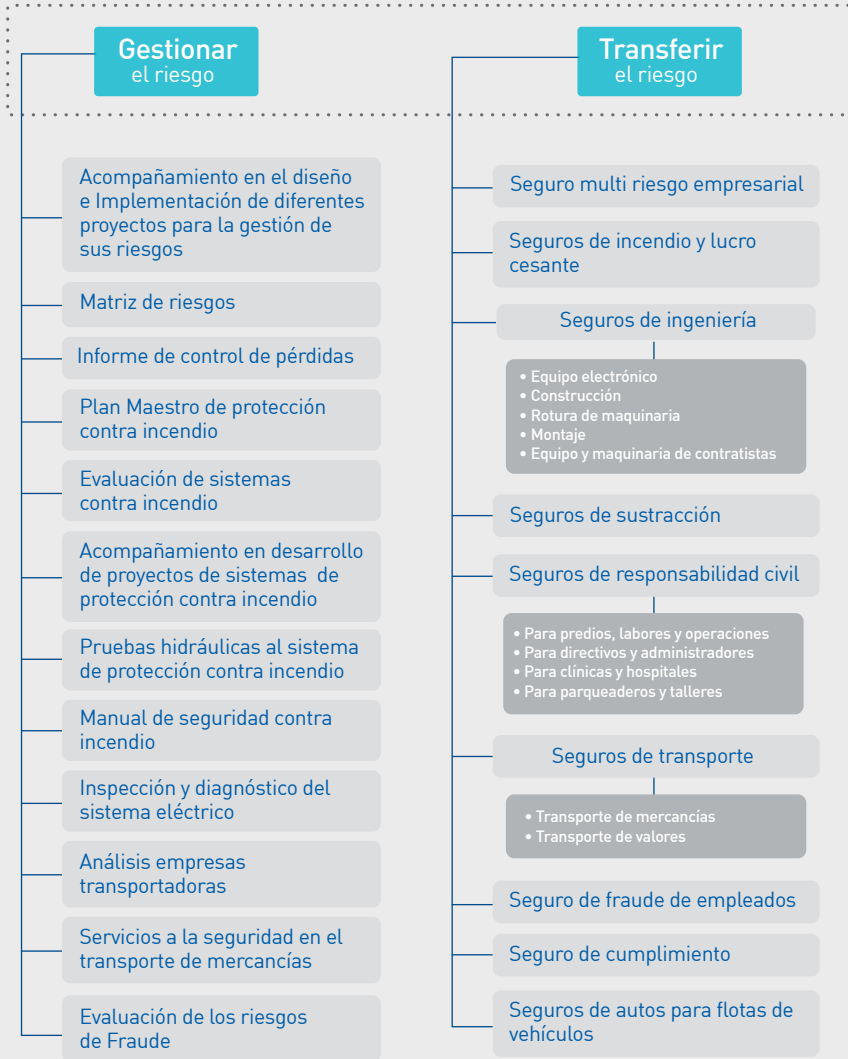 Gestionar
el riesgo
Acompañamiento en el diseño
e Implementación de diferentes
proyectos para la gestión de
sus riesgos
Matriz de riesgos
Informe de control de pérdidas
Plan Maestro de protección
contra incendio
Evaluación de sistemas
contra incendio
Acompañamiento en desarrollo
de proyectos de sistemas de
protección contra incendio
Pruebas hidráulicas al sistema
de protección contra incendio
Manual de seguridad contra
incendio
Inspección y diagnóstico del
sistema eléctrico
Análisis empresas
transportadoras
Servicios a la seguridad en el
transporte de mercancías
Evaluación de los riesgos
de Fraude
Transferir
el riesgo
Seguro multi riesgo empresarial
Seguros de incendio y lucro
cesante
Seguros de ingeniería
• Equipo electrónico
• Construcción
• Rotura de maquinaria
• Montaje
• Equipo y maquinaria de contratistas
Seguros de sustracción
Seguros de responsabilidad civil
• Para predios, labores y operaciones
• Para directivos y administradores
• Para clínicas y hospitales
• Para parqueaderos y talleres
Seguros de transporte
• Transporte de mercancías
• Transporte de valores
Seguro de fraude de empleados
Seguro de cumplimiento
Seguros de autos para flotas de
vehículos